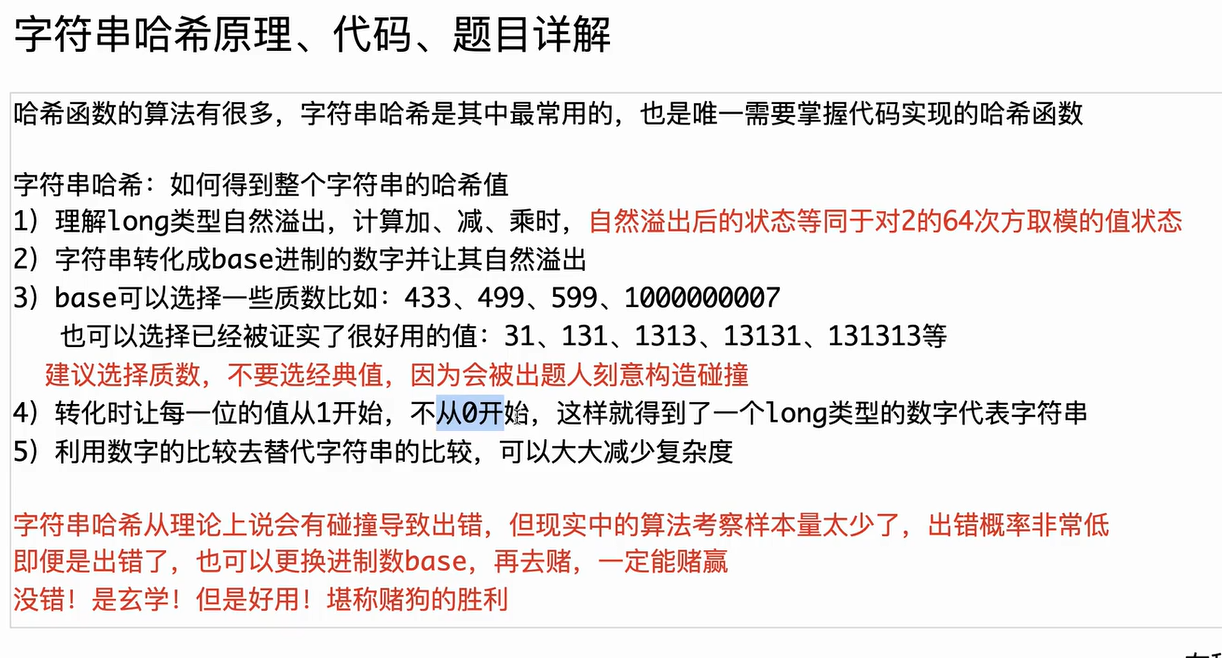 字符串哈希原理、代码、题目详解
哈希函数的算法有很多，字符串哈希是其中最常用的，也是唯一需要掌握代码实现的哈希函数
字符串哈希：如何得到整个字符串的哈希值
1）理解long类型自然溢出，计算加、减、乘时，自然溢出后的状态等同于对2的64次方取模的值状态
2）字符串转化成base进制的数字并让其自然溢出
3）base可以选择一些质数比如：433、499、599、1000000007
也可以选择已经被证实了很好用的值：31、131、1313、13131、131313等
建议选择质数，不要选经典值，因为会被出题人刻意构造碰撞
4）转化时让每一位的值从1开始，不从0开始，这样就得到了一个long类型的数字代表字符串
5）利用数字的比较去替代字符串的比较，可以大大减少复杂度
字符串哈希从理论上说会有碰撞导致出错，但现实中的算法考察样本量太少了，出错概率非常低
即便是出错了，也可以更换进制数base，再去赌，一定能赌赢
没错！是玄学！但是好用！堪称赌狗的胜利